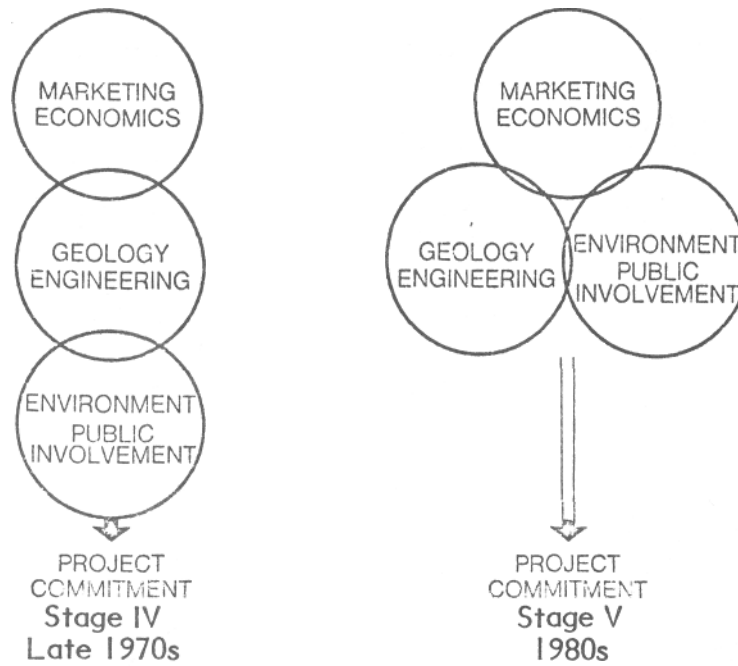 MARKETING
ECONOMICS
GEOLOGY
ENGINEERING
ENVIRONMENT
PUBLIC
INVOLVEMENT
PROJECT
COMMITMENT
Stage IV
Late 1970s
MARKETING
ECONOMICS
GEOLOGY
ENGINEERING
ENVIRONMENT
PUBLIC
INVOLVEMENT
PROJECT
COMMITMENT
Stage V
1980s